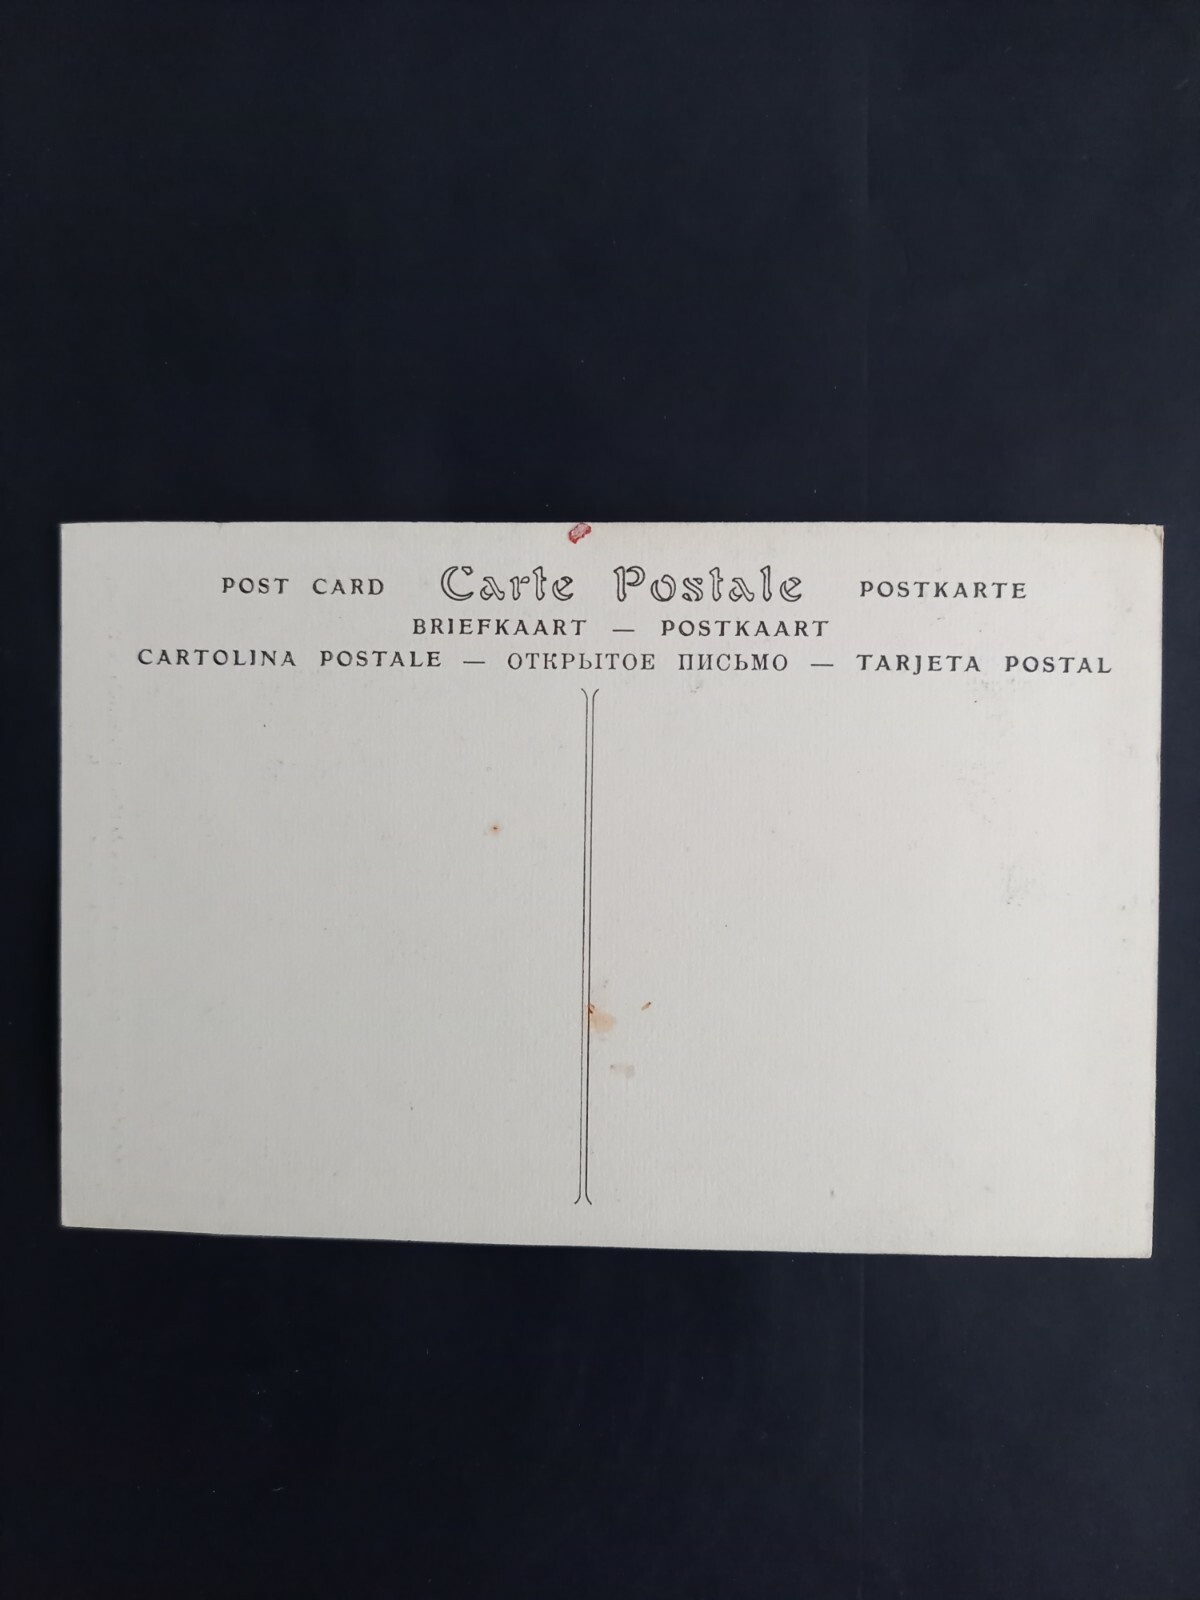 POST CARD Carte Postale POSTKARTE
BRIEFKAART — POSTKAART
CARTOLINA POSTALE — ОТКРЫТОЕ ПИСЬМО — TARJETA POSTAL